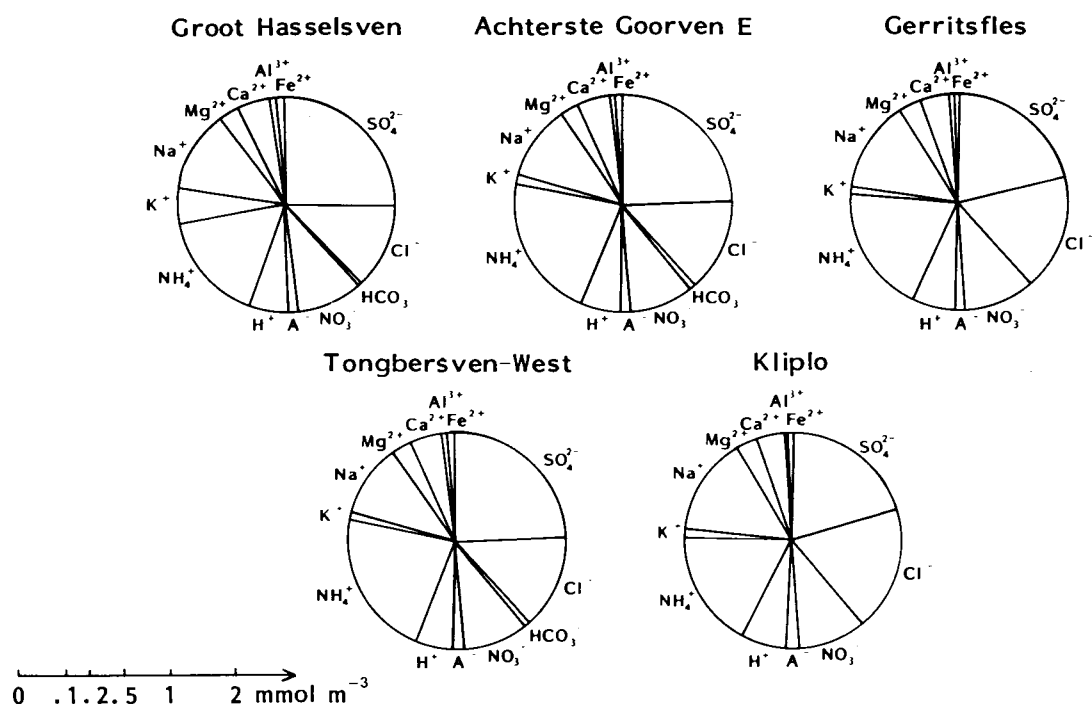 Groot Hasselsven
Achterste Goorven E
Gerritsfles
Al³⁺
Fe²⁺
Ca²⁺
Mg²⁺
SO₄²⁻
Na⁺
K⁺
Cl⁻
NH₄⁺
HCO₃
H⁺ A⁻ NO₃⁻
Al³⁺
Fe²⁺
Ca²⁺
Mg²⁺
SO₄²⁻
Na⁺
K⁺
Cl⁻
NH₄⁺
HCO₃
H⁺ A⁻ NO₃⁻
Al³⁺
Fe²⁺
Ca²⁺
Mg²⁺
SO₄²⁻
Na⁺
K⁺
Cl⁻
NH₄⁺
H⁺ A⁻ NO₃⁻
Tongbersven-West
Kliplo
Al³⁺
Fe²⁺
Ca²⁺
Mg²⁺
SO₄²⁻
Na⁺
K⁺
NH₄⁺
Cl⁻
HCO₃
H⁺ A⁻ NO₃⁻
Al³⁺
Fe²⁺
Ca²⁺
Mg²⁺
SO₄²⁻
Na⁺
K⁻
Cl⁻
NH₄⁺
H⁺ A⁻ NO₃⁻
0 .1.2.5 1 2 mmol m⁻³